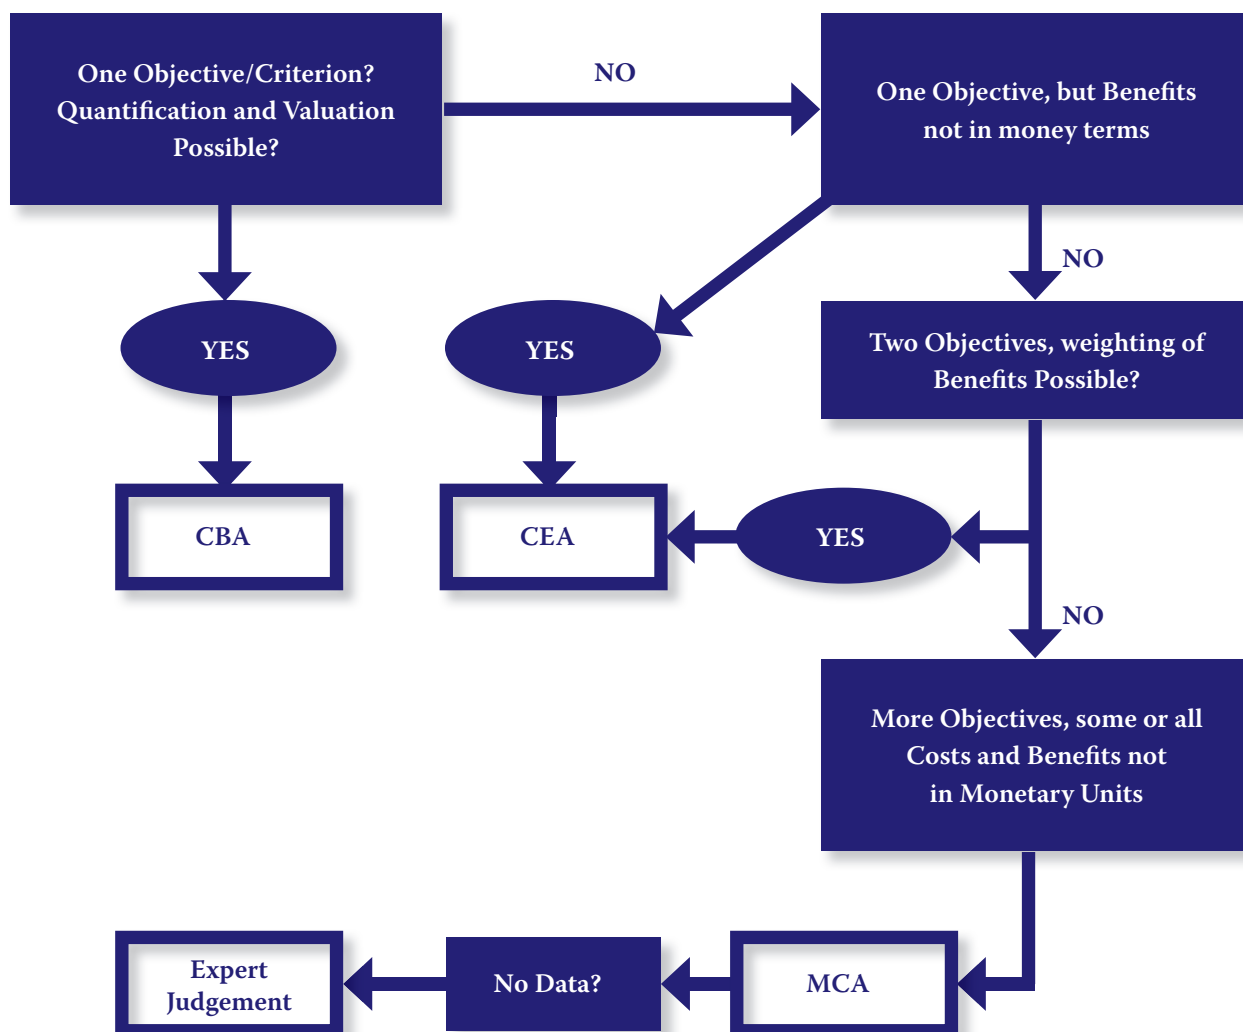 One Objective/Criterion?
Quantification and Valuation
Possible?
NO
One Objective, but Benefits
not in money terms
NO
YES
YES
Two Objectives, weighting of
Benefits Possible?
CBA
CEA
YES
NO
More Objectives, some or all
Costs and Benefits not
in Monetary Units
Expert
Judgement
No Data?
MCA